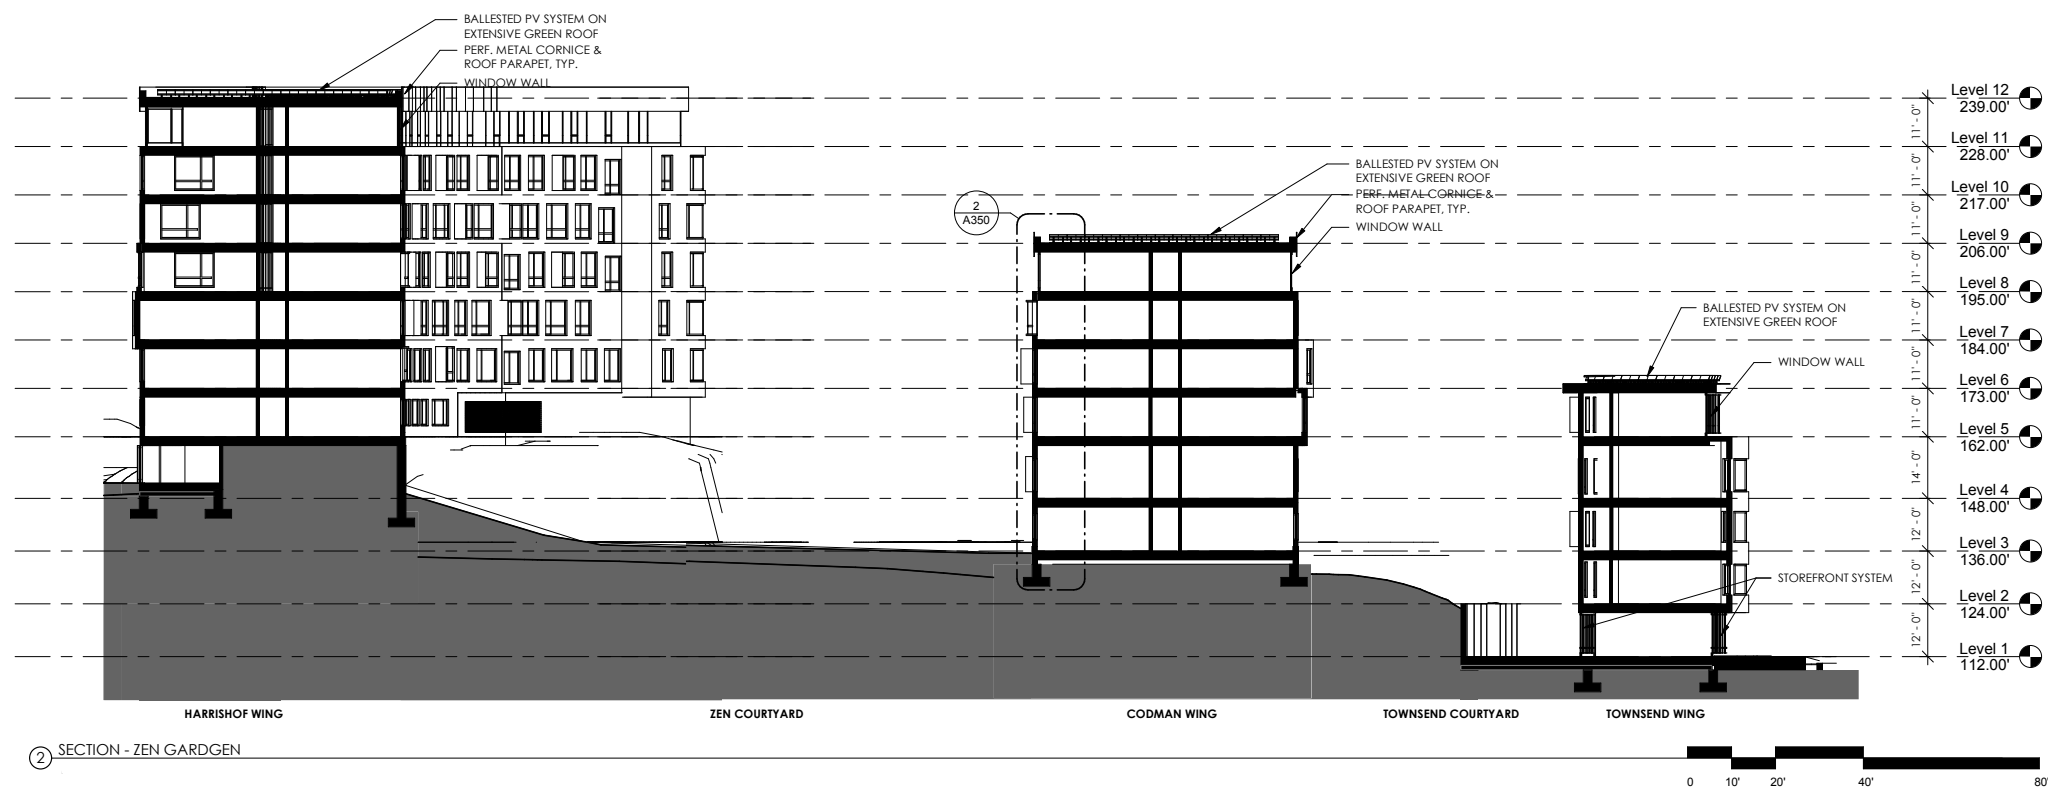 BALLESTED PV SYSTEM ON
EXTENSIVE GREEN ROOF
PERF. METAL CORNICE &
ROOF PARAPET, TYP.
WINDOW WALL
Level 12
239.00'
11' - 0"
Level 11
228.00'
11' - 0"
Level 10
217.00'
11' - 0"
Level 9
206.00'
11' - 0"
Level 8
195.00'
11' - 0"
Level 7
184.00'
11' - 0"
Level 6
173.00'
11' - 0"
Level 5
162.00'
14' - 0"
Level 4
148.00'
12' - 0"
Level 3
136.00'
12' - 0"
Level 2
124.00'
12' - 0"
Level 1
112.00'
2
A350
BALLESTED PV SYSTEM ON
EXTENSIVE GREEN ROOF
PERF. METAL CORNICE &
ROOF PARAPET, TYP.
WINDOW WALL
BALLESTED PV SYSTEM ON
EXTENSIVE GREEN ROOF
WINDOW WALL
STOREFRONT SYSTEM
HARRISHOF WING
ZEN COURTYARD
CODMAN WING
TOWNSEND COURTYARD
TOWNSEND WING
2
SECTION - ZEN GARDGEN
0 10' 20' 40' 80'